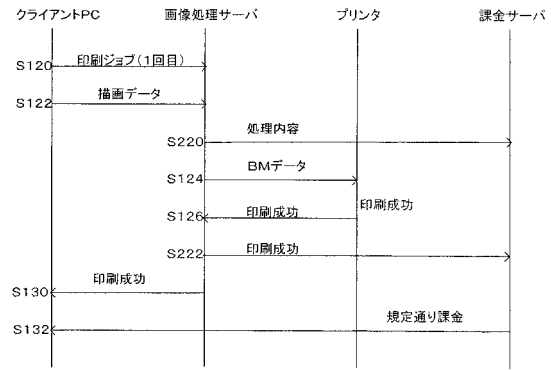 クライアントPC 画像処理サーバ プリンタ 課金サーバ
印刷ジョブ(1回目)
S120
描画データ
S122
処理内容
S220
BMデータ
S124
印刷成功
印刷成功
S126
印刷成功
S222
印刷成功
S130
規定通り課金
S132